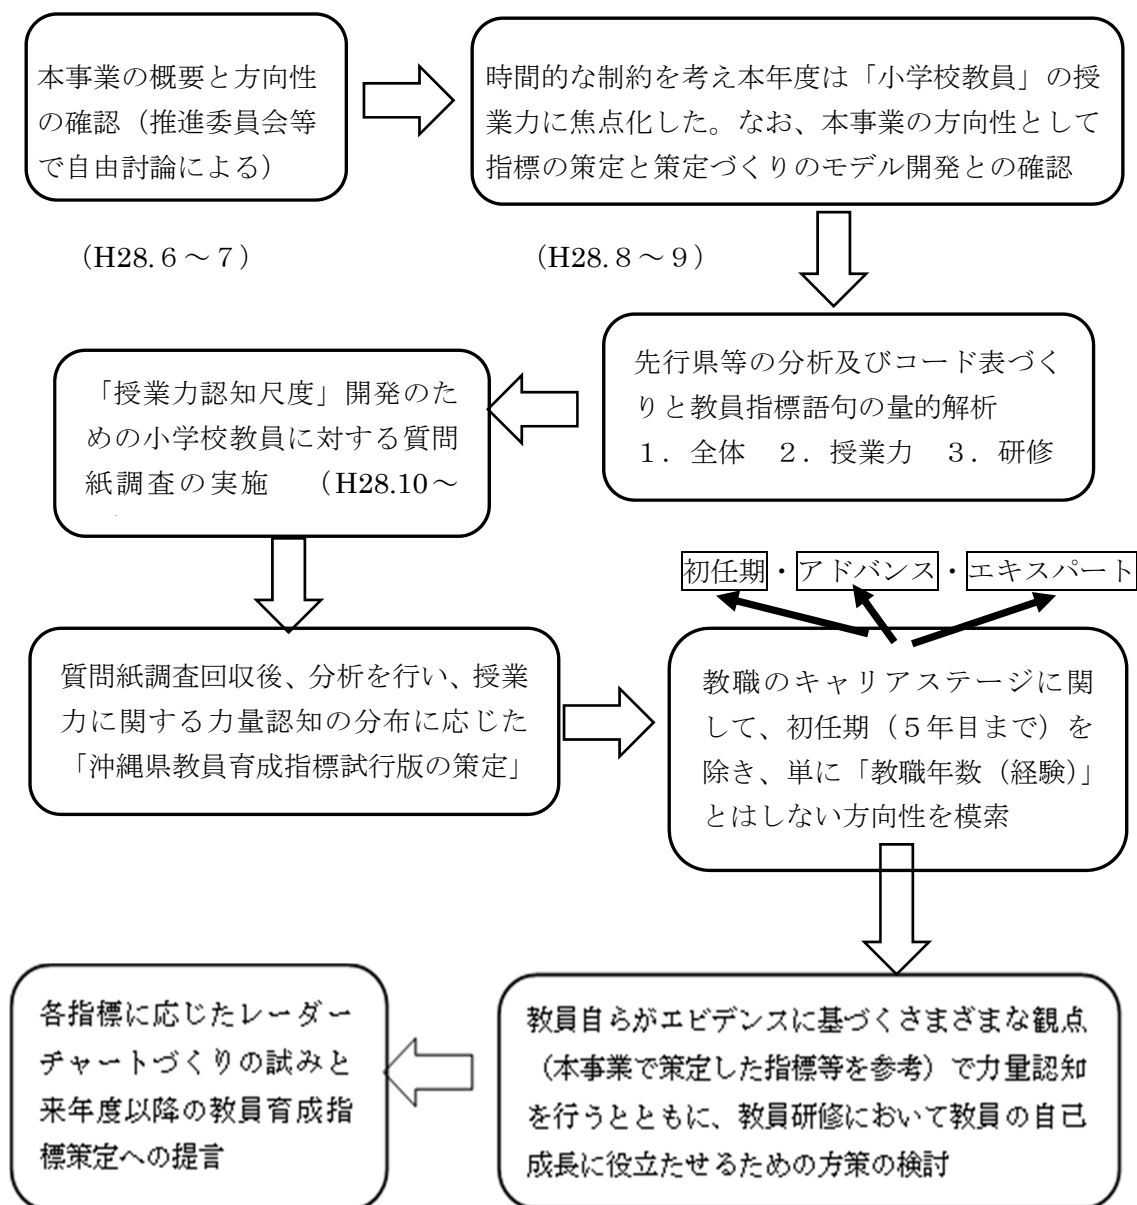 本事業の概要と方向性
の確認（推進委員会等
で自由討論による）
時間的な制約を考え本年度は「小学校教員」の授
業力に焦点化した。なお、本事業の方向性として
指標の策定と策定づくりのモデル開発との確認
（H28.６～７）
（H28.８～９）
先行県等の分析及びコード表づく
りと教員指標語句の量的解析
１．全体　２．授業力　３．研修
「授業力認知尺度」開発のた
めの小学校教員に対する質問
紙調査の実施　（H28.10～
初任期・アドバンス・エキスパート
質問紙調査回収後、分析を行い、授業
力に関する力量認知の分布に応じた
「沖縄県教員育成指標試行版の策定」
教職のキャリアステージに関
して、初任期（５年目まで）を
除き、単に「教職年数（経験）」
とはしない方向性を模索
教員自らがエビデンスに基づくさまざまな観点
（本事業で策定した指標等を参考）で力量認知
を行うとともに、教員研修において教員の自己
成長に役立たせるための方策の検討
各指標に応じたレーダー
チャートづくりの試みと
来年度以降の教員育成指
標策定への提言